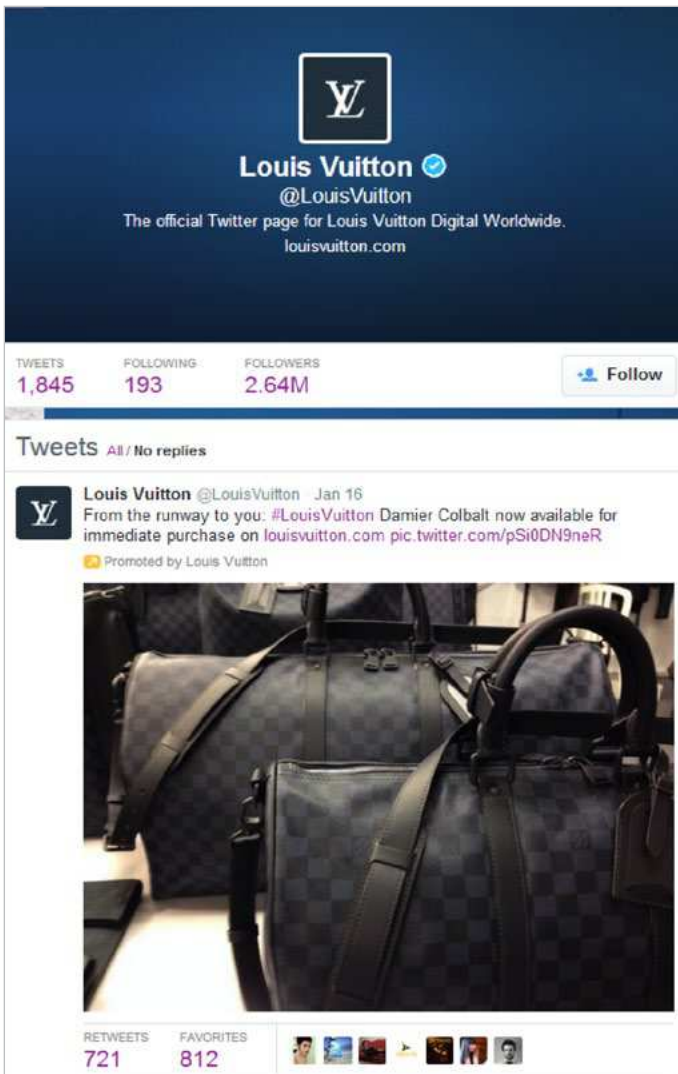 LV
Louis Vuitton
@LouisVuitton
The official Twitter page for Louis Vuitton Digital Worldwide.
louisvuitton.com
TWEETS FOLLOWING FOLLOWERS
1,845 193 2.64M Follow
Tweets All / No replies
LV Louis Vuitton @LouisVuitton · Jan 16
From the runway to you: #LouisVuitton Damier Colbalt now available for
immediate purchase on louisvuitton.com pic.twitter.com/pSi0DN9neR
Promoted by Louis Vuitton
RETWEETS FAVORITES
721 812